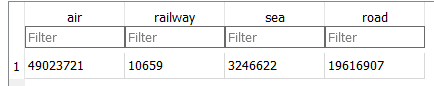 air railway sea road
Filter Filter Filter Filter
1 49023721 10659 3246622 19616907